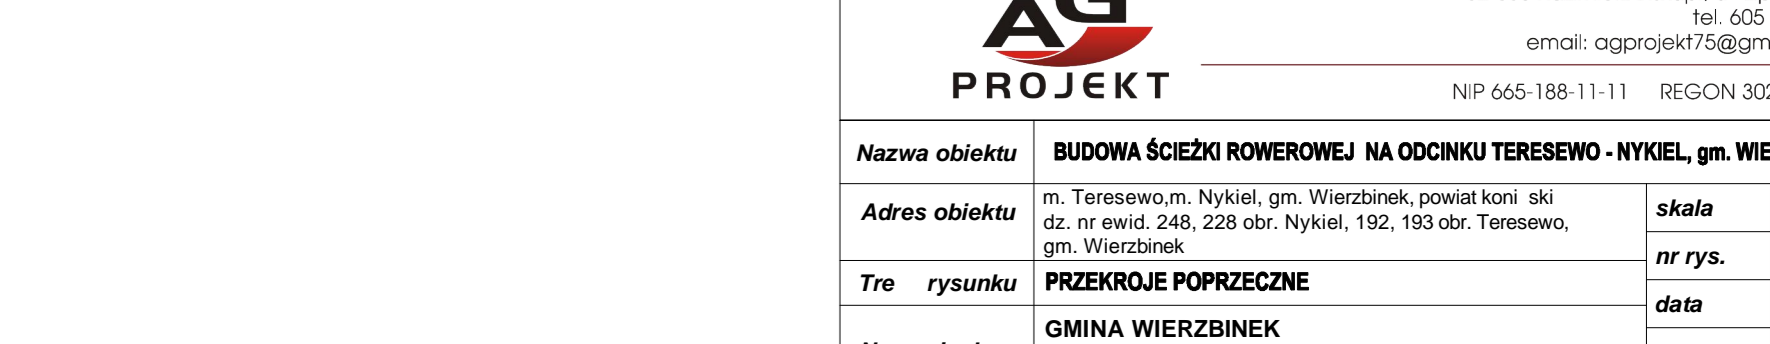 AG
PROJEKT
tel. 605
email: agprojekt75@gm
NIP 665-188-11-11 REGON 302
Nazwa obiektu BUDOWA ŚCIEŻKI ROWEROWEJ NA ODCINKU TERESEWO - NYKIEL, gm. WIE
Adres obiektu
m. Teresewo,m. Nykiel, gm. Wierzbinek, powiat koni ski
dz. nr ewid. 248, 228 obr. Nykiel, 192, 193 obr. Teresewo,
gm. Wierzbinek
skala
nr rys.
Tre rysunku PRZEKROJE POPRZECZNE
data
GMINA WIERZBINEK